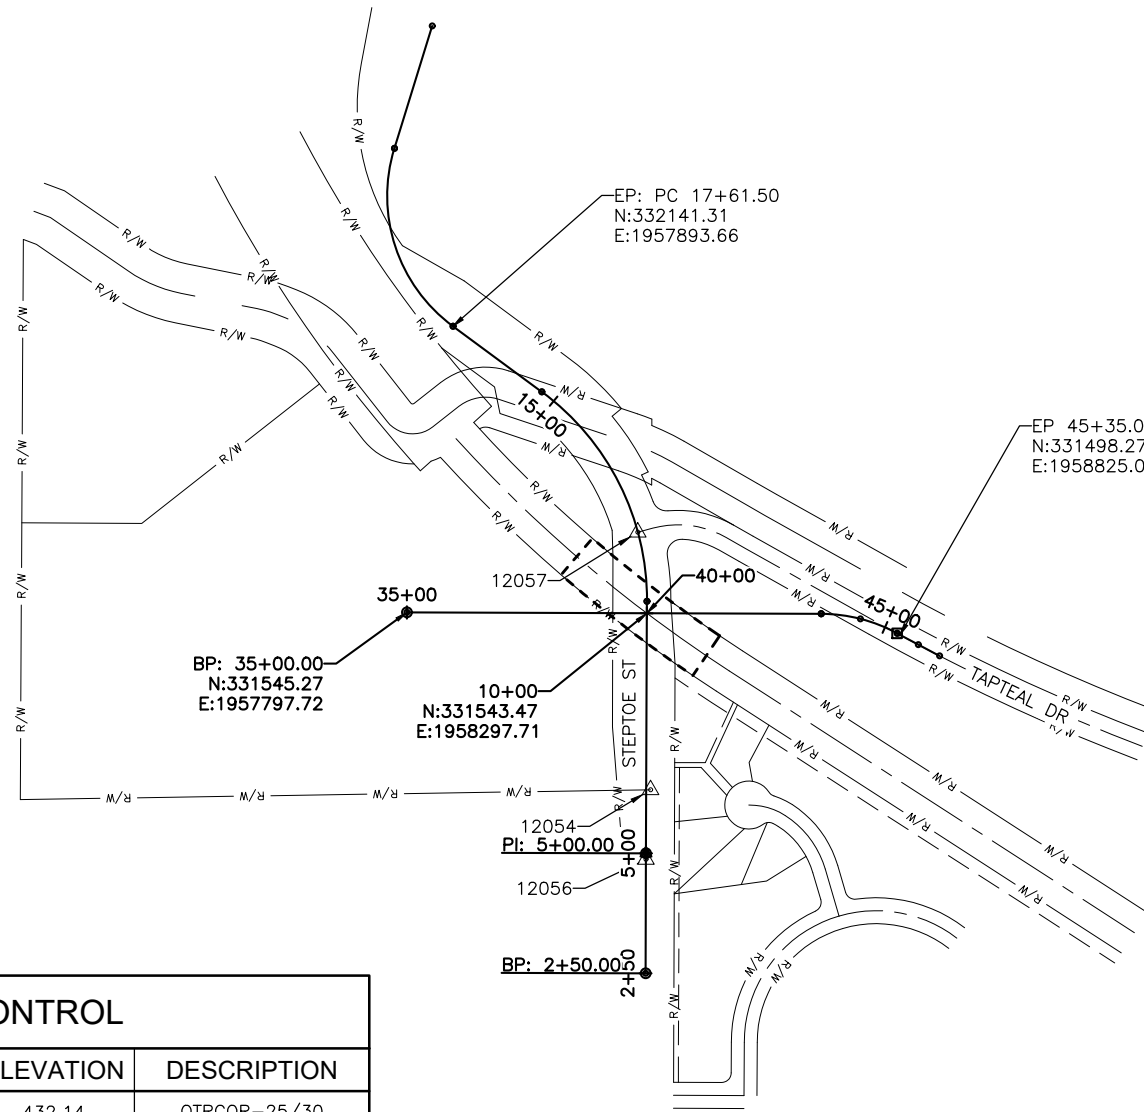 EP: PC 17+61.50
N:332141.31
E:1957893.66
R/W
R/W
R/W
R/W
R/W
R/W
R/W
R/W
R/W
R/W
R/W
R/W
R/W
R/W
15+00
R/W
EP 45+35.0
N:331498.27
E:1958825.0
R/W
R/W
R/W
R/W
R/W
R/W
12057
40+00
R/W
R/W
35+00
R/W
45+00
R/W
R/W
R/W
BP: 35+00.00
N:331545.27
E:1957797.72
TAPTEAL DR
R/W
R/W
10+00
N:331543.47
E:1958297.71
STEPTOE ST
R/W
R/W
R/W
R/W
R/W
R/W
R/W
R/W
R/W
R/W
R/W
12054
PI: 5+00.00
5+00
R/W
R/W
R/W
12056
R/W
R/W
BP: 2+50.00
2+50
R/W
R/W
ONTROL
LEVATION DESCRIPTION